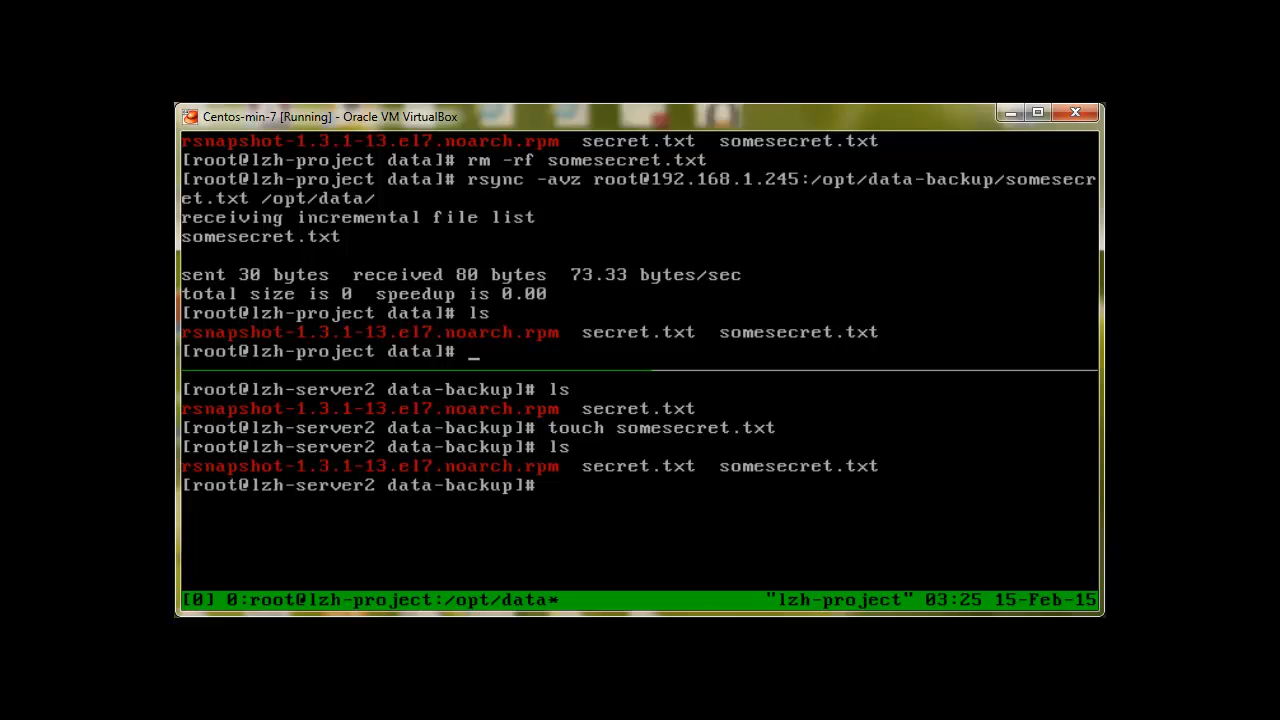 Centos-min-7 [Running] - Oracle VM VirtualBox
rsnapshot-1.3.1-13.el7.noarch.rpm  secret.txt  somesecret.txt
[root@lzh-project data]# rm -rf somesecret.txt
[root@lzh-project data]# rsync -avz root@192.168.1.245:/opt/data-backup/somesecr
et.txt /opt/data/
receiving incremental file list
somesecret.txt
sent 30 bytes  received 80 bytes  73.33 bytes/sec
total size is 0  speedup is 0.00
[root@lzh-project data]# ls
rsnapshot-1.3.1-13.el7.noarch.rpm  secret.txt  somesecret.txt
[root@lzh-project data]# _
[root@lzh-server2 data-backup]# ls
rsnapshot-1.3.1-13.el7.noarch.rpm  secret.txt
[root@lzh-server2 data-backup]# touch somesecret.txt
[root@lzh-server2 data-backup]# ls
rsnapshot-1.3.1-13.el7.noarch.rpm  secret.txt  somesecret.txt
[root@lzh-server2 data-backup]#
[0] 0:root@lzh-project:/opt/data*  "lzh-project" 03:25 15-Feb-15